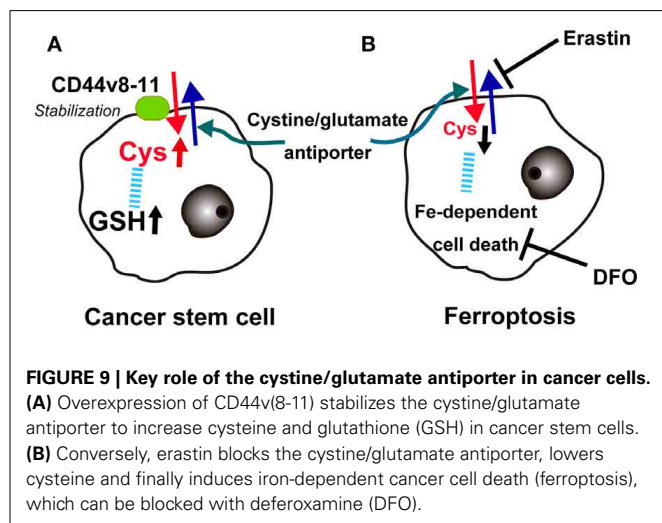 A
CD44v8-11
Stabilization
Cys
GSH
Cancer stem cell
Cystine/glutamate
antiporter
B
Erastin
Cys
Fe-dependent
cell death
DFO
Ferroptosis
FIGURE 9 | Key role of the cystine/glutamate antiporter in cancer cells.
(A) Overexpression of CD44v(8-11) stabilizes the cystine/glutamate
antiporter to increase cysteine and glutathione (GSH) in cancer stem cells.
(B) Conversely, erastin blocks the cystine/glutamate antiporter, lowers
cysteine and finally induces iron-dependent cancer cell death (ferroptosis),
which can be blocked with deferoxamine (DFO).